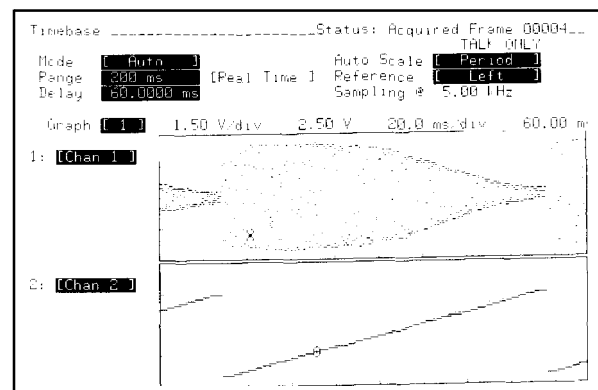 Timebase Status: Acquired Frame 00004
TALK ONLY
Mode [ Auto ] Auto Scale [ Period ]
Range 200 ms [Real Time ] Reference [ Left ]
Delay 60.0000 ms Sampling @ 5.00 kHz
Graph [ 1 ] 1.50 V/div 2.50 V 20.0 ms/div 60.00 m
1: [Chan 1 ]
2: [Chan 2 ]